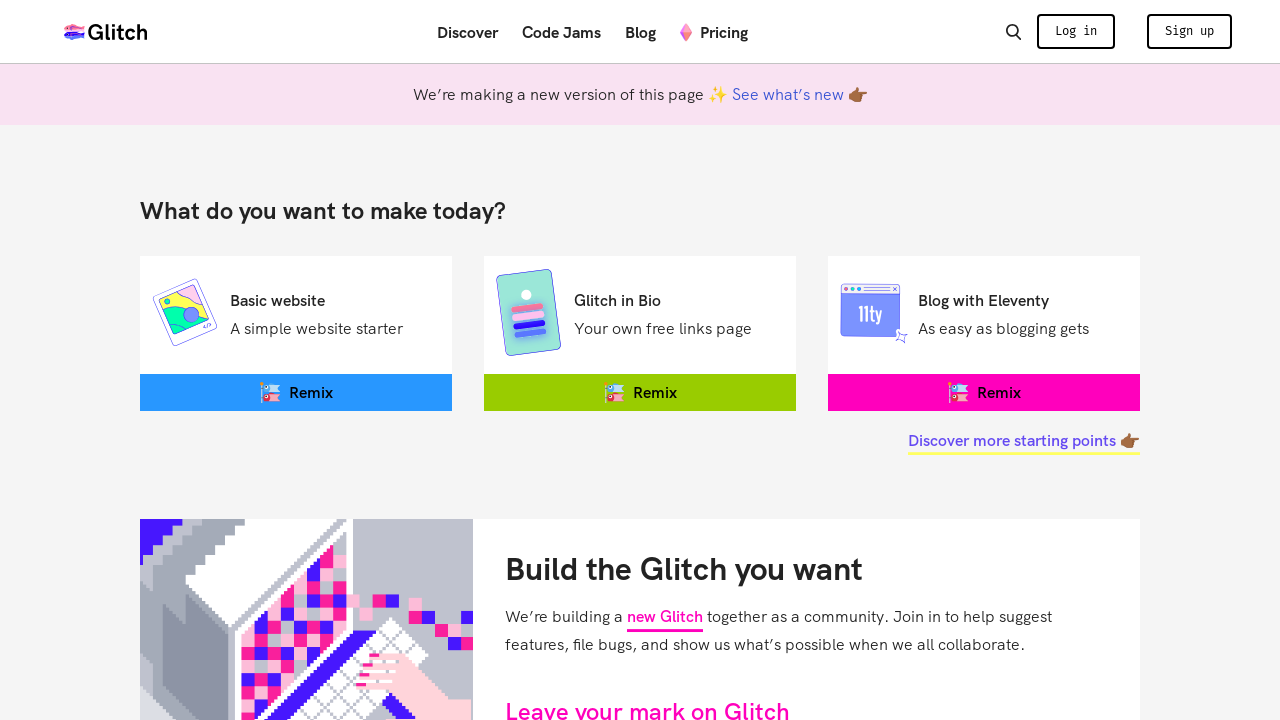 Glitch
Discover
Code Jams
Blog
Pricing
Log in
Sign up
We’re making a new version of this page ✨ See what’s new 👉🏾
What do you want to make today?
Basic website
A simple website starter
Remix
Glitch in Bio
Your own free links page
Remix
11ty
Blog with Eleventy
As easy as blogging gets
Remix
Discover more starting points 👉🏾
Build the Glitch you want
We’re building a new Glitch together as a community. Join in to help suggest
features, file bugs, and show us what’s possible when we all collaborate.
Leave your mark on Glitch